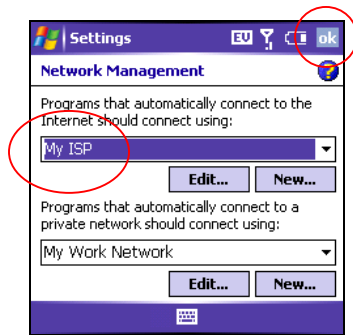 Settings EV ok
Network Management ?
Programs that automatically connect to the
Internet should connect using:
My ISP
Edit... New...
Programs that automatically connect to a
private network should connect using:
My Work Network
Edit... New...